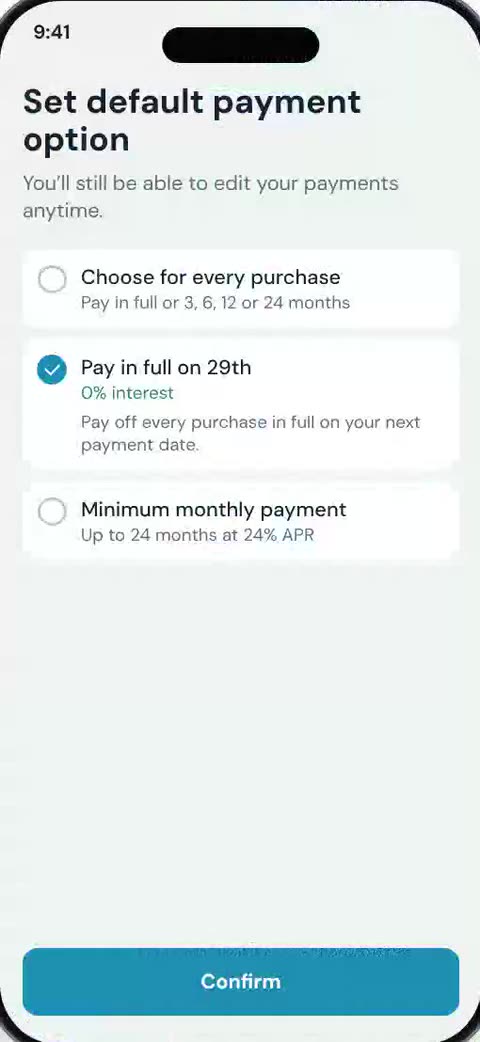 9:41
Set default payment
option
You’ll still be able to edit your payments
anytime.
Choose for every purchase
Pay in full or 3, 6, 12 or 24 months
Pay in full on 29th
0% interest
Pay off every purchase in full on your next
payment date.
Minimum monthly payment
Up to 24 months at 24% APR
Confirm